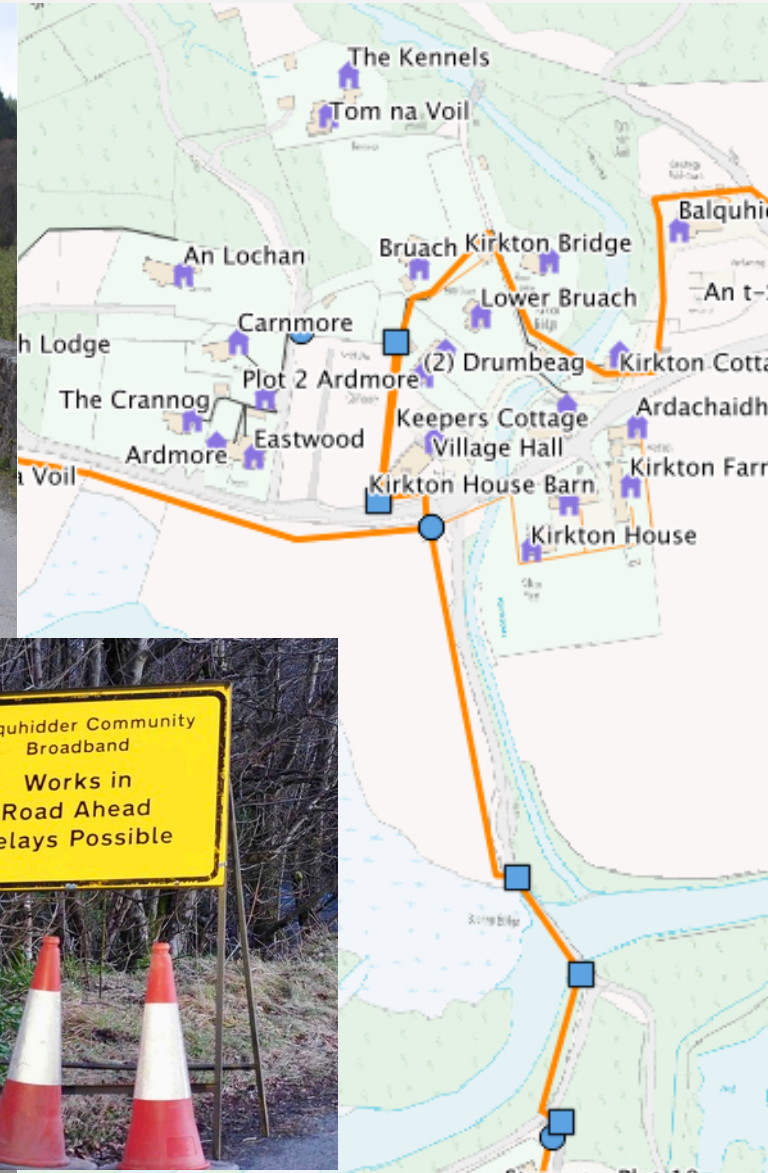 The Kennels
Tom na Voil
Balquhid
Bruach
Kirkton Bridge
An Lochan
An t-S
Lower Bruach
Carnmore
h Lodge
(2) Drumbeag
Kirkton Cotta
Plot 2 Ardmore
The Crannog
Keepers Cottage
Ardachaidh
Eastwood
Village Hall
Ardmore
Kirkton Farm
a Voil
Kirkton House Barn
Kirkton House
quhidder Community
Broadband
Works in
Road Ahead
elays Possible